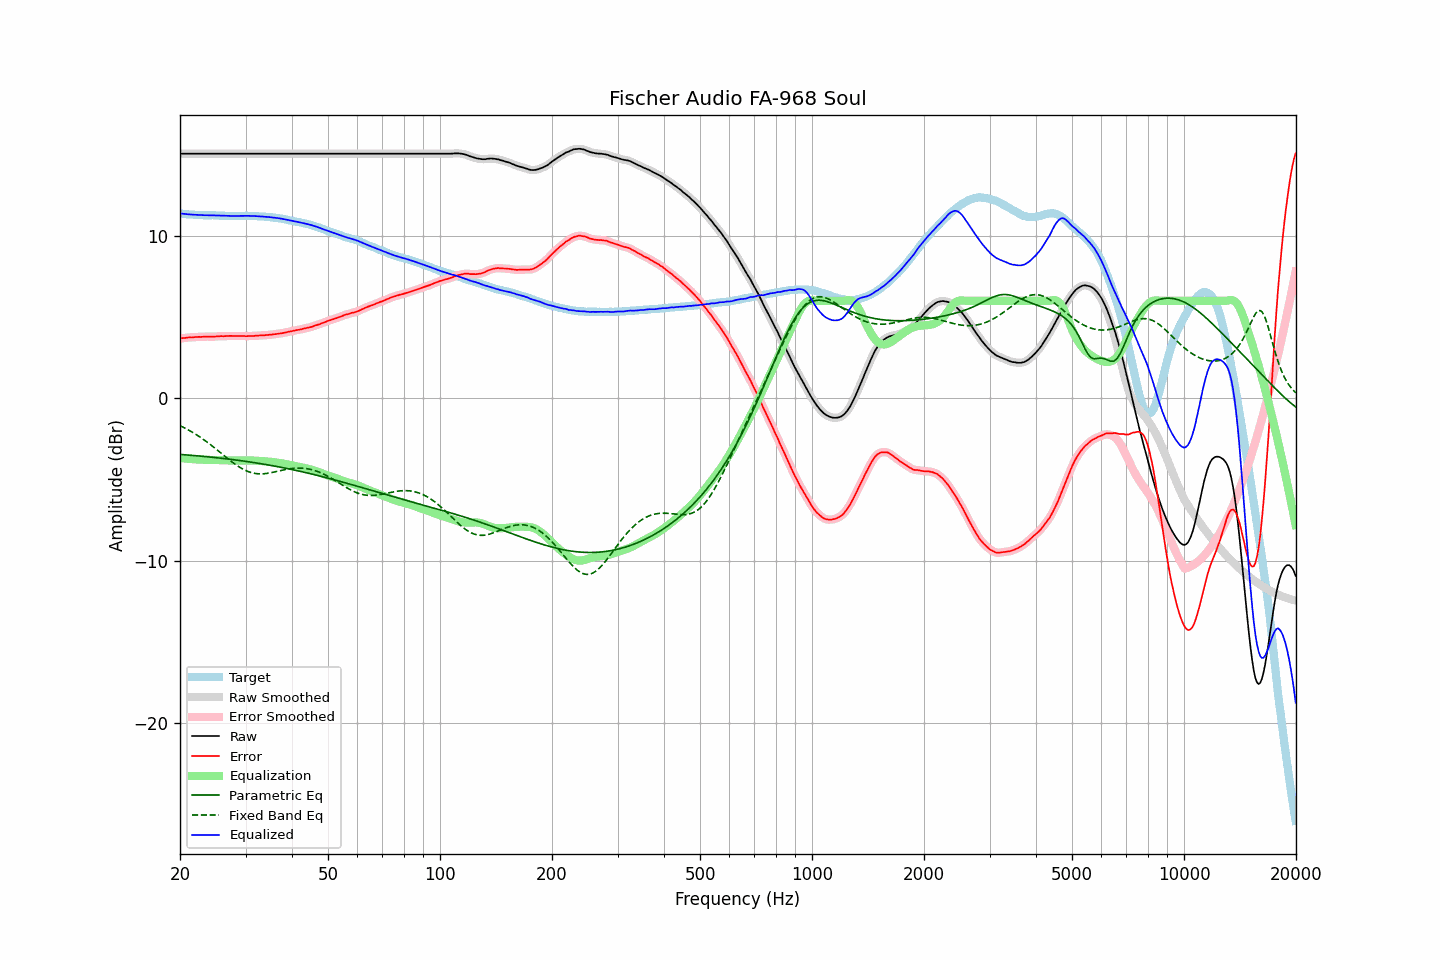 Fischer Audio FA-968 Soul
Amplitude (dBr)
10
0
−10
−20
Target
Raw Smoothed
Error Smoothed
Raw
Error
Equalization
Parametric Eq
Fixed Band Eq
Equalized
20 50 100 200 500 1000 2000 5000 10000 20000
Frequency (Hz)